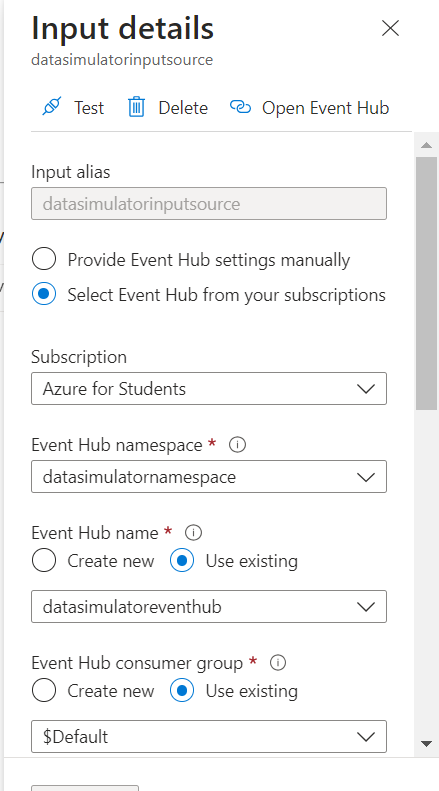 Input details
datasimulatorinputsource
Test Delete Open Event Hub
Input alias
datasimulatorinputsource
Provide Event Hub settings manually
Select Event Hub from your subscriptions
Subscription
Azure for Students
Event Hub namespace *
datasimulatornamespace
Event Hub name *
Create new Use existing
datasimulatoreventhub
Event Hub consumer group *
Create new Use existing
$Default